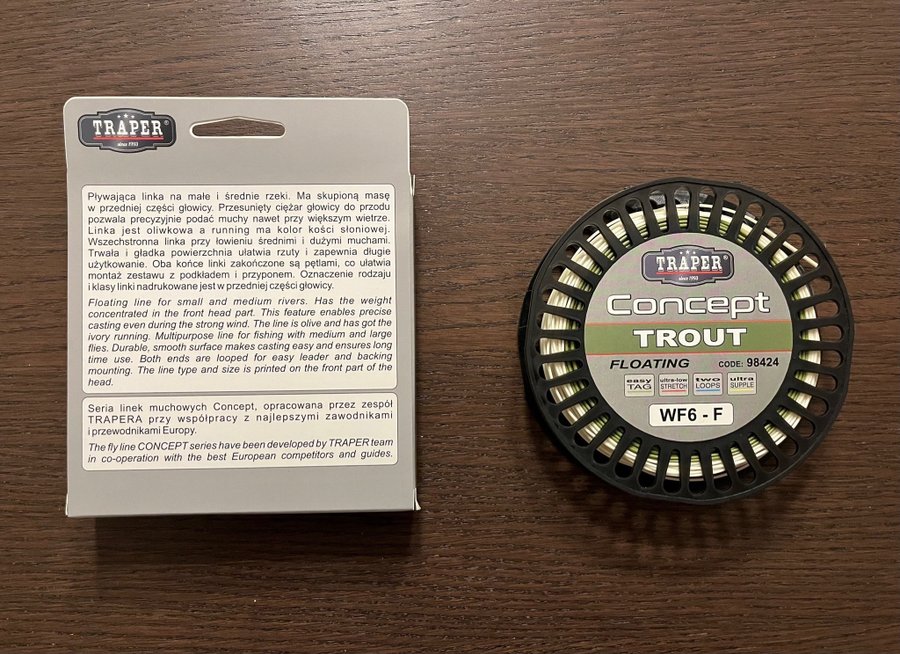 TRAPER®
since 1993
Pływająca linka na małe i średnie rzeki. Ma skupioną masę
w przedniej części głowicy. Przesunięty ciężar głowicy do przodu
pozwala precyzyjnie podać muchy nawet przy większym wietrze.
Linka jest oliwkowa a running ma kolor kości słoniowej.
Wszechstronna linka przy łowieniu średnimi i dużymi muchami.
Trwała i gładka powierzchnia ułatwia rzuty i zapewnia długie
użytkowanie. Oba końce linki zakończone są pętlami, co ułatwia
montaż zestawu z podkładem i przyponem. Oznaczenie rodzaju
i klasy linki nadrukowane jest w przedniej części głowicy.
Floating line for small and medium rivers. Has the weight
concentrated in the front head part. This feature enables precise
casting even during the strong wind. The line is olive and has got the
ivory running. Multipurpose line for fishing with medium and large
flies. Durable, smooth surface makes casting easy and ensures long
time use. Both ends are looped for easy leader and backing
mounting. The line type and size is printed on the front part of the
head.
Seria linek muchowych Concept, opracowana przez zespół
TRAPERA przy współpracy z najlepszymi zawodnikami
i przewodnikami Europy.
The fly line CONCEPT series have been developed by TRAPER team
in co-operation with the best European competitors and guides.
TRAPER®
since 1993
Concept
TROUT
FLOATING CODE: 98424
easy TAG
ultra-low STRETCH
two LOOPS
ultra SUPPLE
WF6 - F